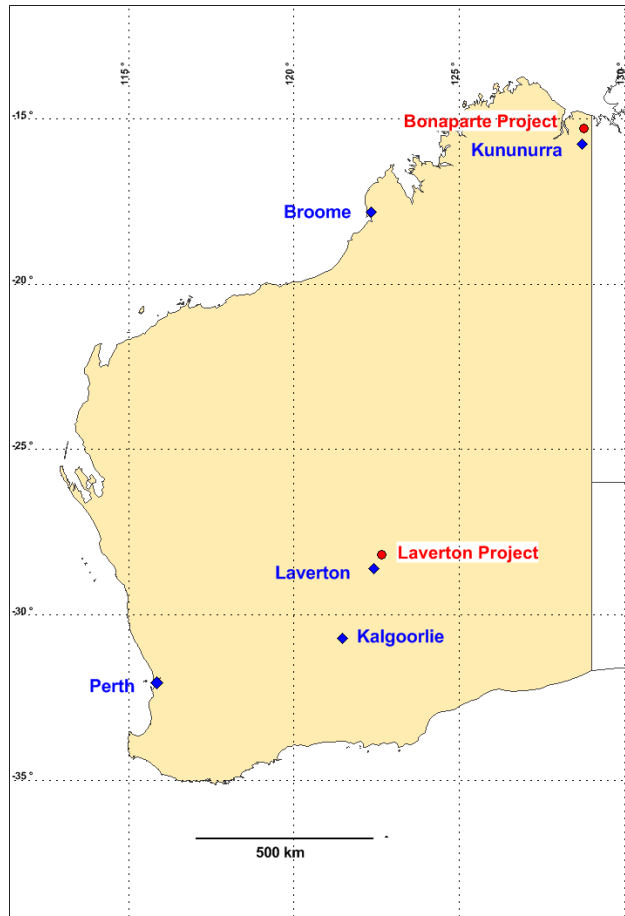 115 °
120 °
125 °
130 °
-15 °
Bonaparte Project
Kununurra
Broome
-20 °
-25 °
Laverton Project
Laverton
-30 °
Kalgoorlie
Perth
-35 °
500 km